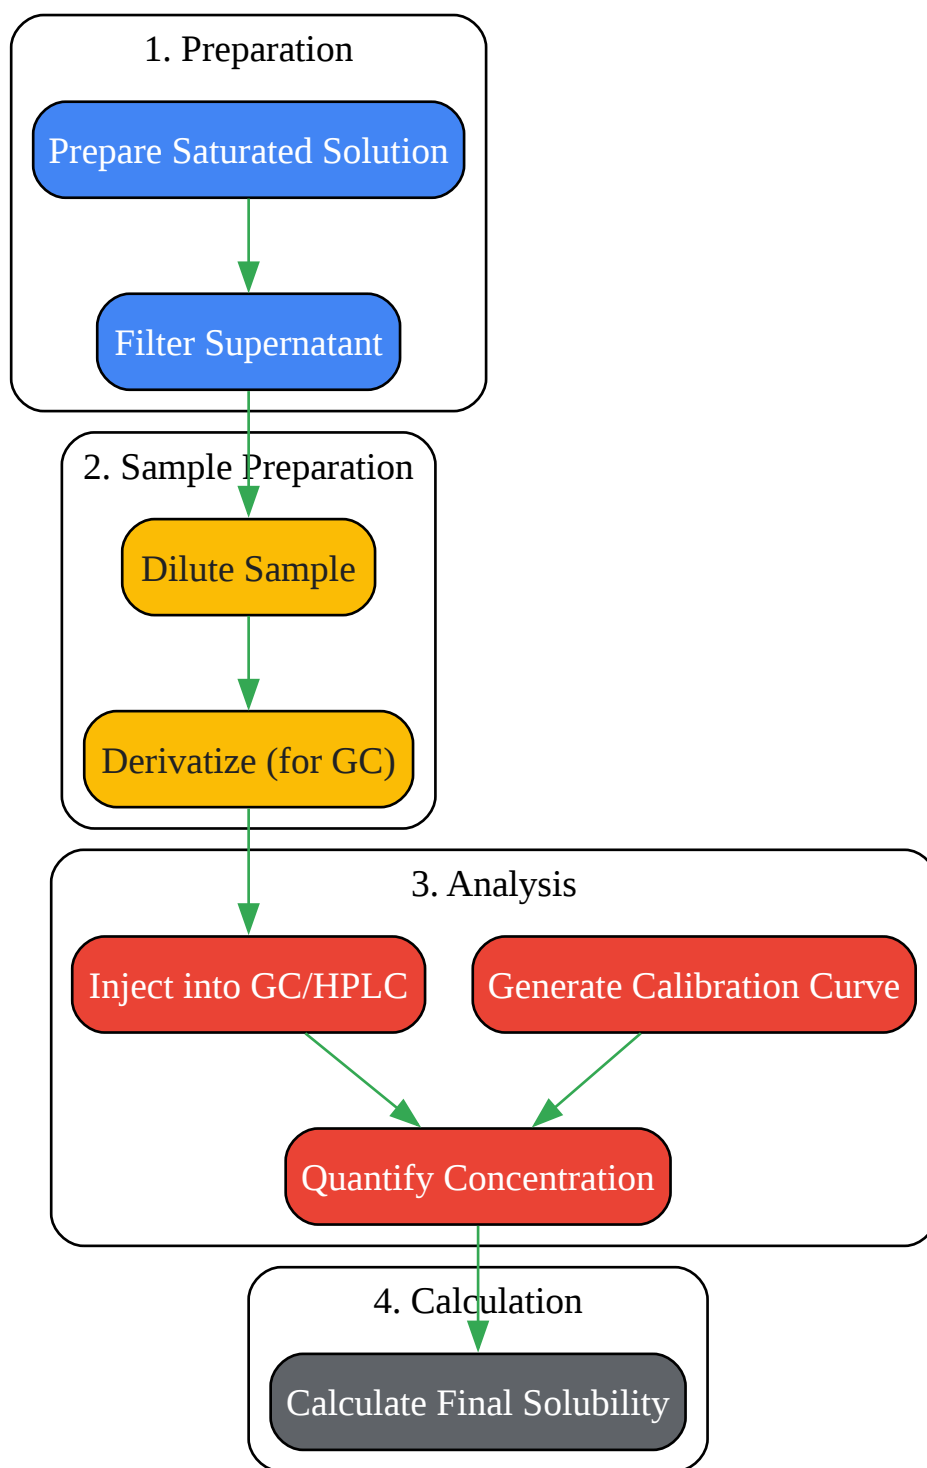 1. Preparation
Prepare Saturated Solution
Filter Supernatant
2. Sample Preparation
Dilute Sample
Derivatize (for GC)
3. Analysis
Inject into GC/HPLC
Generate Calibration Curve
Quantify Concentration
4. Calculation
Calculate Final Solubility